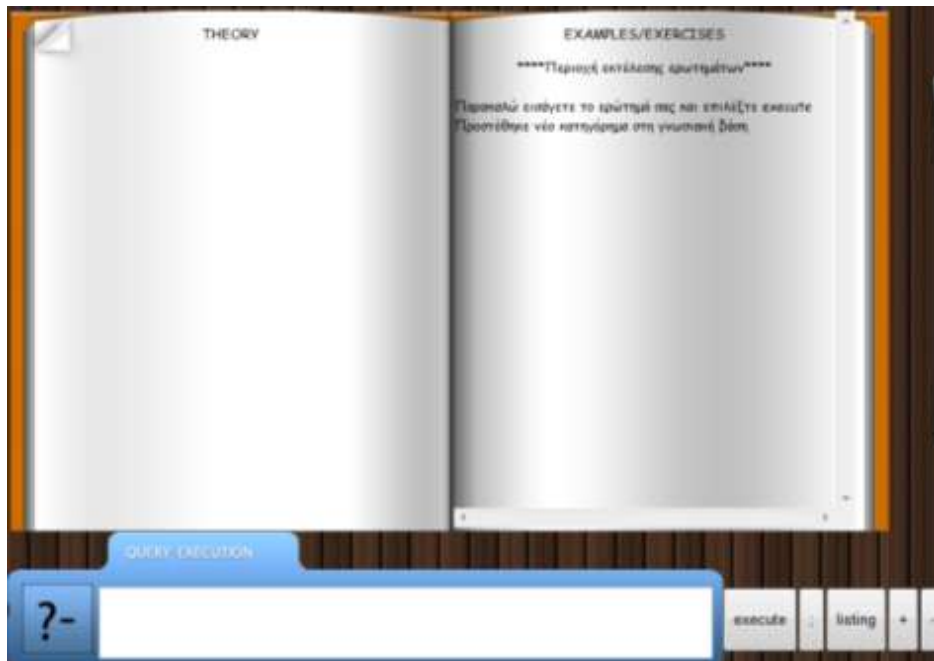 THEORY
EXAMPLES/EXERCISES
****Περιοχή εκτέλεσης ερωτημάτων****
Παρακαλώ εισάγετε το ερώτημά σας και επιλέξτε execute
Προστέθηκε νέο κατηγόρημα στη γνωσιακή βάση
QUERY EXECUTION
?-
execute ; listing +